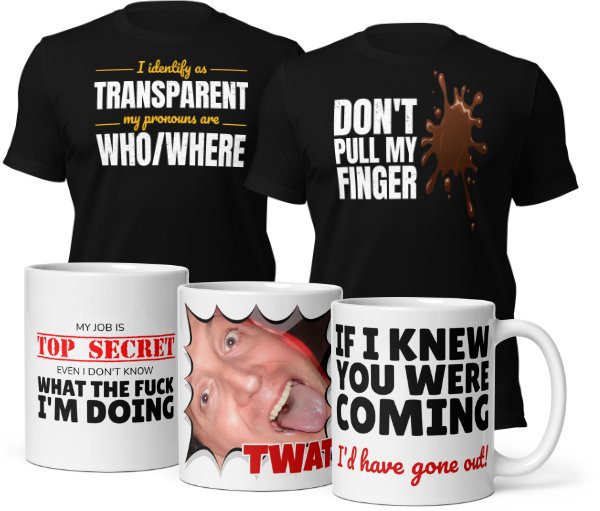 I identify as
TRANSPARENT
my pronouns are
WHO/WHERE
DON'T
PULL MY
FINGER
MY JOB IS
TOP SECRET
EVEN I DON'T KNOW
WHAT THE FUCK
I'M DOING
TWAT
IF I KNEW
YOU WERE
COMING
I'd have gone out!